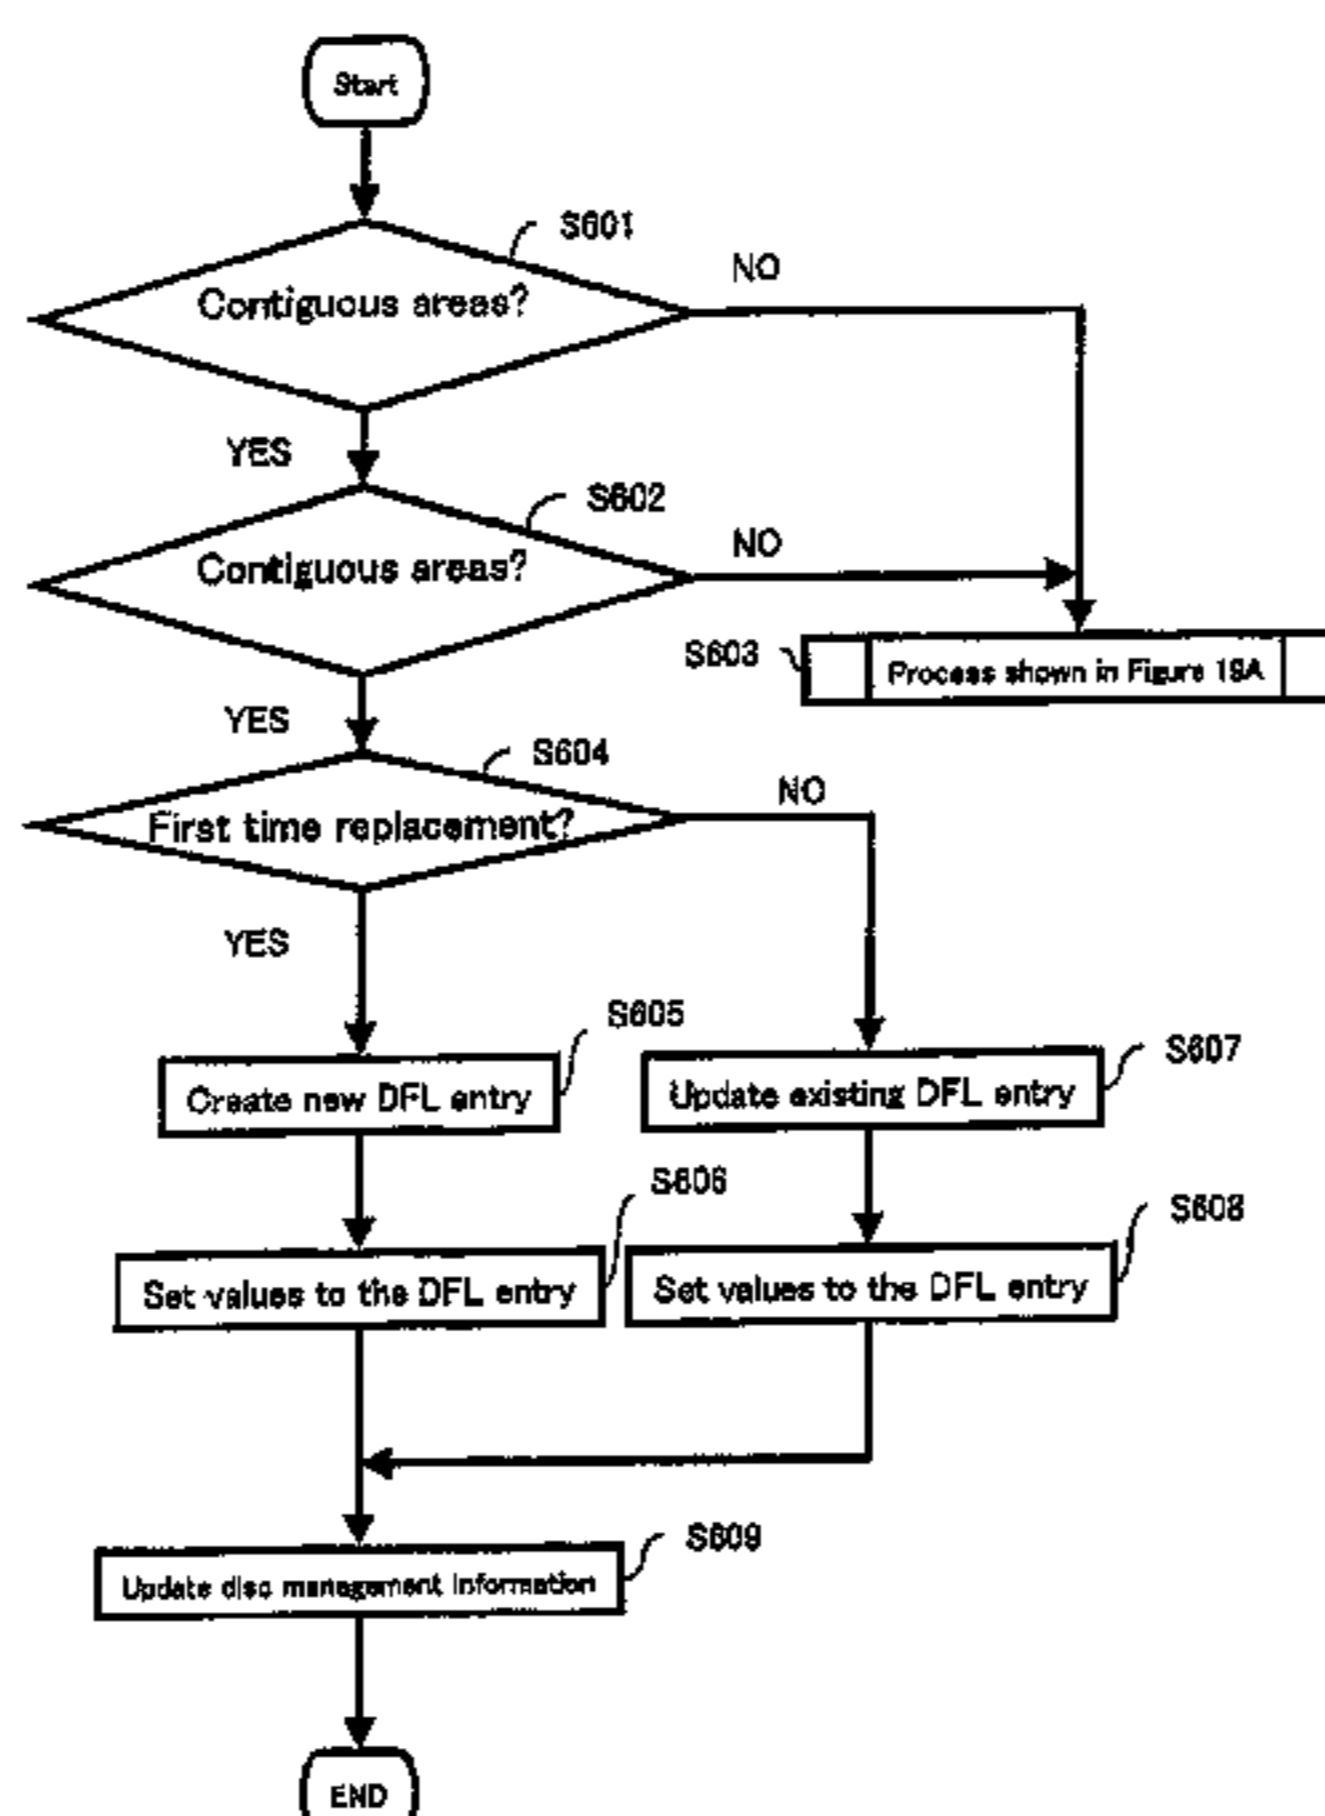 Start
S601
Contiguous areas?
NO
YES
S602
Contiguous areas?
NO
S603
Process shown in Figure 19A
YES
S604
First time replacement?
NO
YES
S605
Create new DFL entry
S607
Update existing DFL entry
S606
Set values to the DFL entry
S608
Set values to the DFL entry
S609
Update disc management information
END